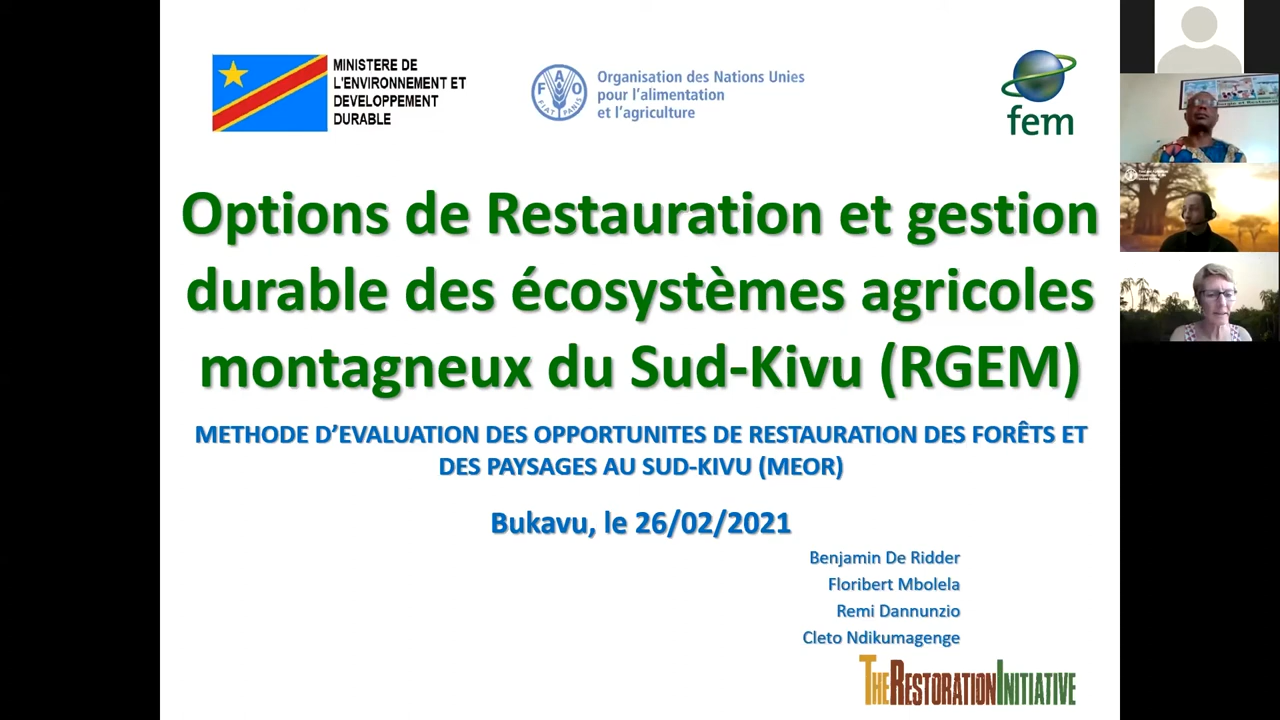 MINISTERE DE
L'ENVIRONNEMENT ET
DEVELOPPEMENT
DURABLE
FAO
FIAT PANIS
Organisation des Nations Unies
pour l'alimentation
et l'agriculture
fem
Options de Restauration et gestion
durable des écosystèmes agricoles
montagneux du Sud-Kivu (RGEM)
METHODE D'EVALUATION DES OPPORTUNITES DE RESTAURATION DES FORÊTS ET
DES PAYSAGES AU SUD-KIVU (MEOR)
Bukavu, le 26/02/2021
Benjamin De Ridder
Floribert Mbolela
Remi Dannunzio
Cleto Ndikumagenge
THE RESTORATION INITIATIVE